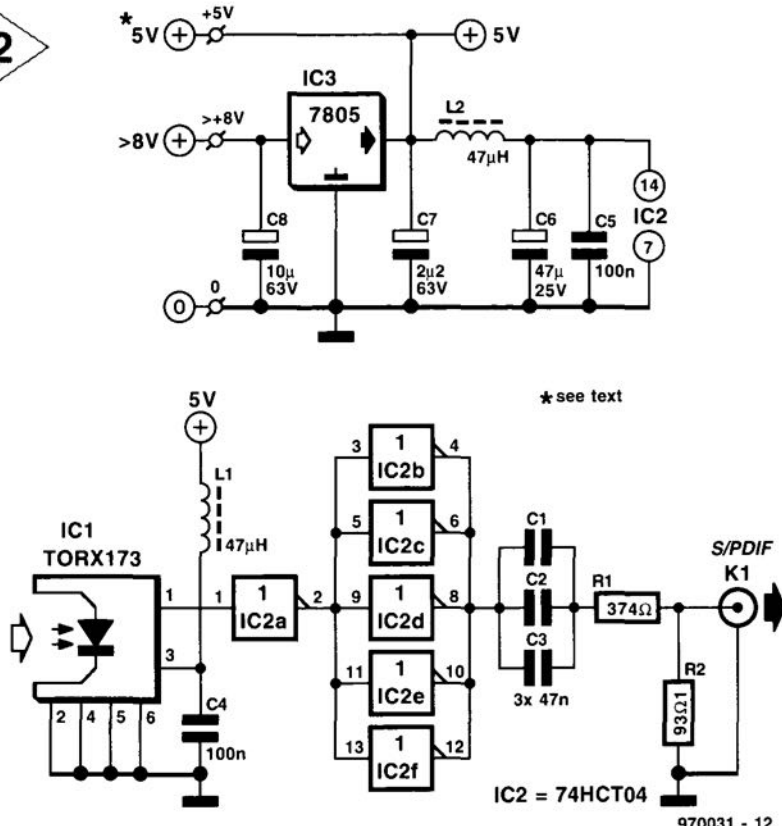 2
* 5V + +5V
+ 5V
IC3
7805
>8V + >+8V
L2
47µH
14
IC2
7
C8
10µ
63V
C7
2µ2
63V
C6
47µ
25V
C5
100n
0 0
* see text
5V
+
L1
47µH
IC1
TORX173
1
3
2 4 5 6
C4
100n
1 1 IC2a 2
3 1 IC2b 4
5 1 IC2c 6
9 1 IC2d 8
11 1 IC2e 10
13 1 IC2f 12
C1
C2
C3
3x 47n
R1
374Ω
S/PDIF
K1
R2
93Ω1
IC2 = 74HCT04
970031 - 12